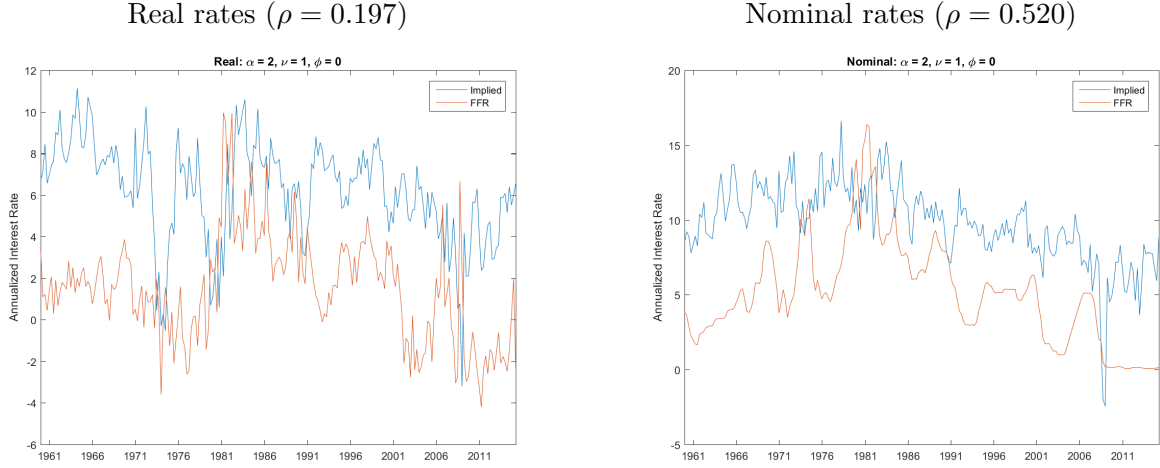 Real rates (ρ = 0.197)
Real: α = 2, ν = 1, ϕ = 0
Annualized Interest Rate
12
10
8
6
4
2
0
-2
-4
-6
1961 1966 1971 1976 1981 1986 1991 1996 2001 2006 2011
Implied
FFR
Nominal rates (ρ = 0.520)
Nominal: α = 2, ν = 1, ϕ = 0
Annualized Interest Rate
20
15
10
5
0
-5
1961 1966 1971 1976 1981 1986 1991 1996 2001 2006 2011
Implied
FFR